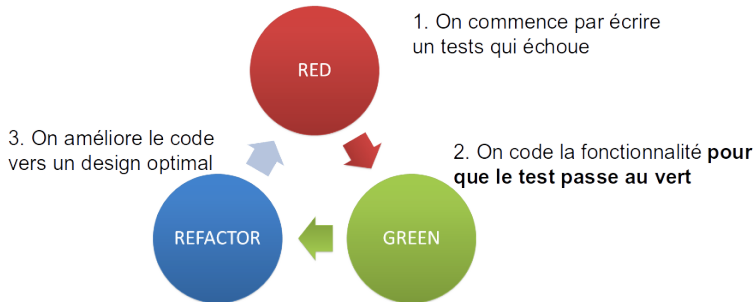 1. On commence par écrire
un tests qui échoue
RED
3. On améliore le code
vers un design optimal
2. On code la fonctionnalité pour
que le test passe au vert
REFACTOR
GREEN